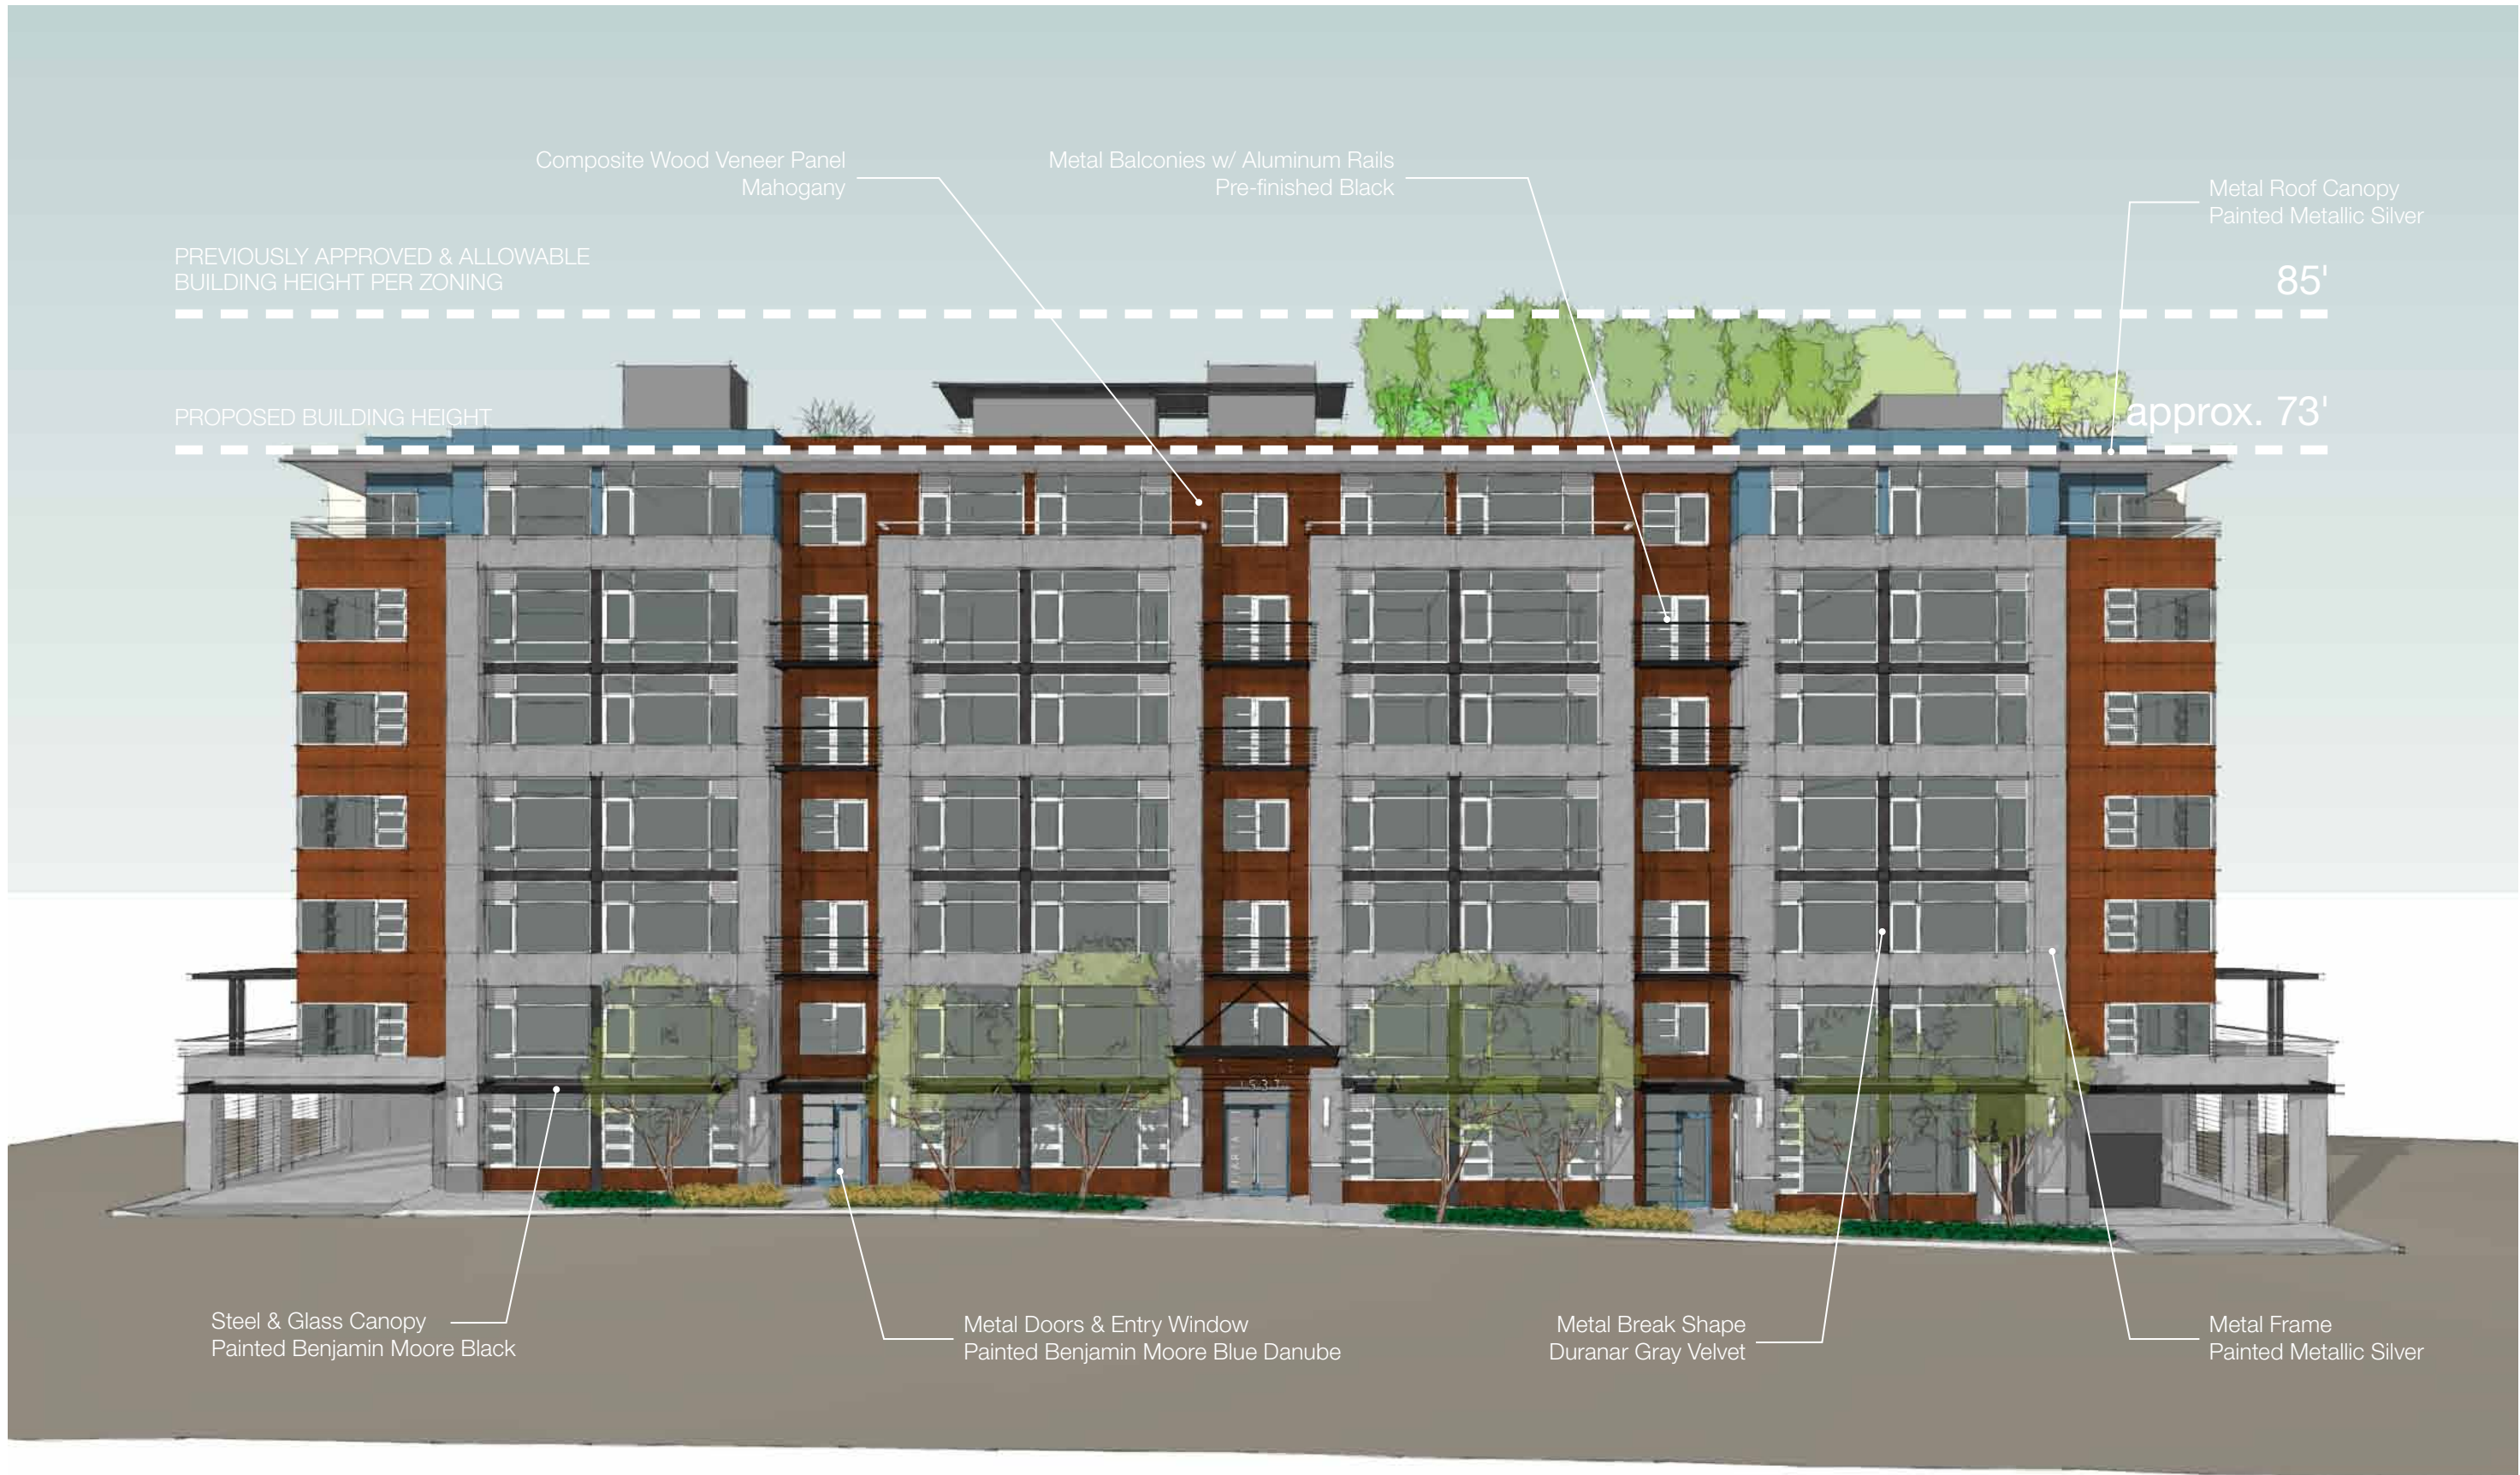 Composite Wood Veneer Panel
Mahogany
Metal Balconies w/ Aluminum Rails
Pre-finished Black
Metal Roof Canopy
Painted Metallic Silver
PREVIOUSLY APPROVED & ALLOWABLE
BUILDING HEIGHT PER ZONING
85'
PROPOSED BUILDING HEIGHT
approx. 73'
Steel & Glass Canopy
Painted Benjamin Moore Black
Metal Doors & Entry Window
Painted Benjamin Moore Blue Danube
Metal Break Shape
Duranar Gray Velvet
Metal Frame
Painted Metallic Silver